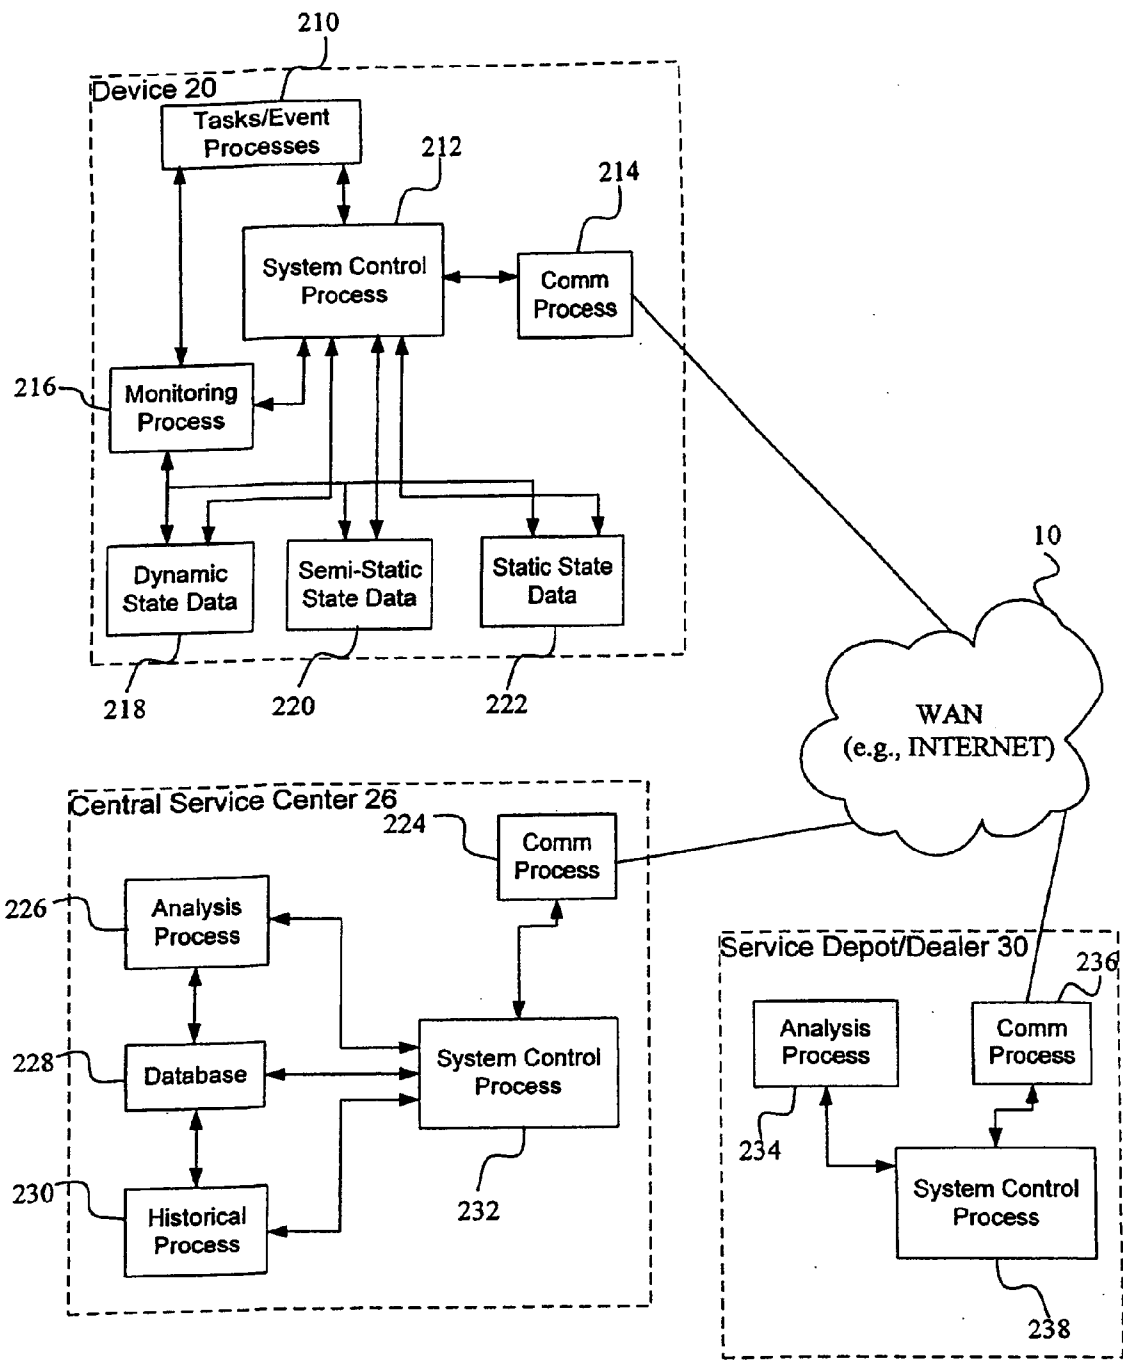 210
Device 20
Tasks/Event
Processes
212
214
System Control
Process
Comm
Process
216
Monitoring
Process
Dynamic
State Data
Semi-Static
State Data
Static State
Data
218
220
222
10
WAN
(e.g., INTERNET)
Central Service Center 26
224
Comm
Process
226
Analysis
Process
228
Database
System Control
Process
230
Historical
Process
232
Service Depot/Dealer 30
236
Analysis
Process
Comm
Process
234
System Control
Process
238